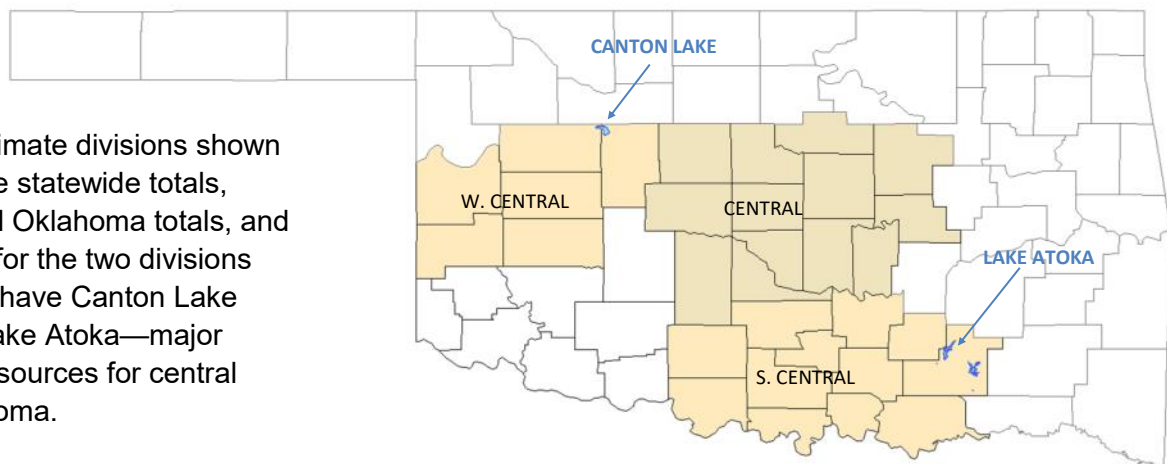 CANTON LAKE
imate divisions shown
e statewide totals,
l Oklahoma totals, and
for the two divisions
have Canton Lake
ake Atoka—major
sources for central
oma.
W. CENTRAL
CENTRAL
LAKE ATOKA
S. CENTRAL